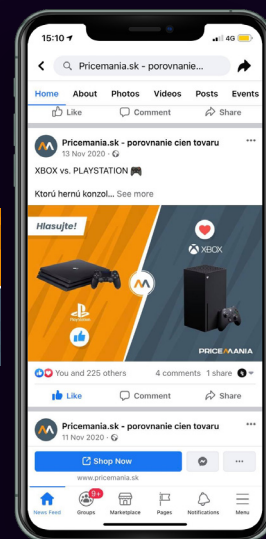 15:10
4G
Pricemania.sk - porovnanie...
Home About Photos Videos Posts Events
Like Comment Share
Pricemania.sk - porovnanie cien tovaru
13 Nov 2020 ·
XBOX vs. PLAYSTATION 🎮
Ktorú hernú konzol... See more
Hlasujte!
XBOX
PlayStation
PRICEMANIA
You and 225 others 4 comments 1 share
Like Comment Share
Pricemania.sk - porovnanie cien tovaru
11 Nov 2020 ·
Shop Now
www.pricemania.sk
9+
News Feed Groups Marketplace Pages Notifications Menu